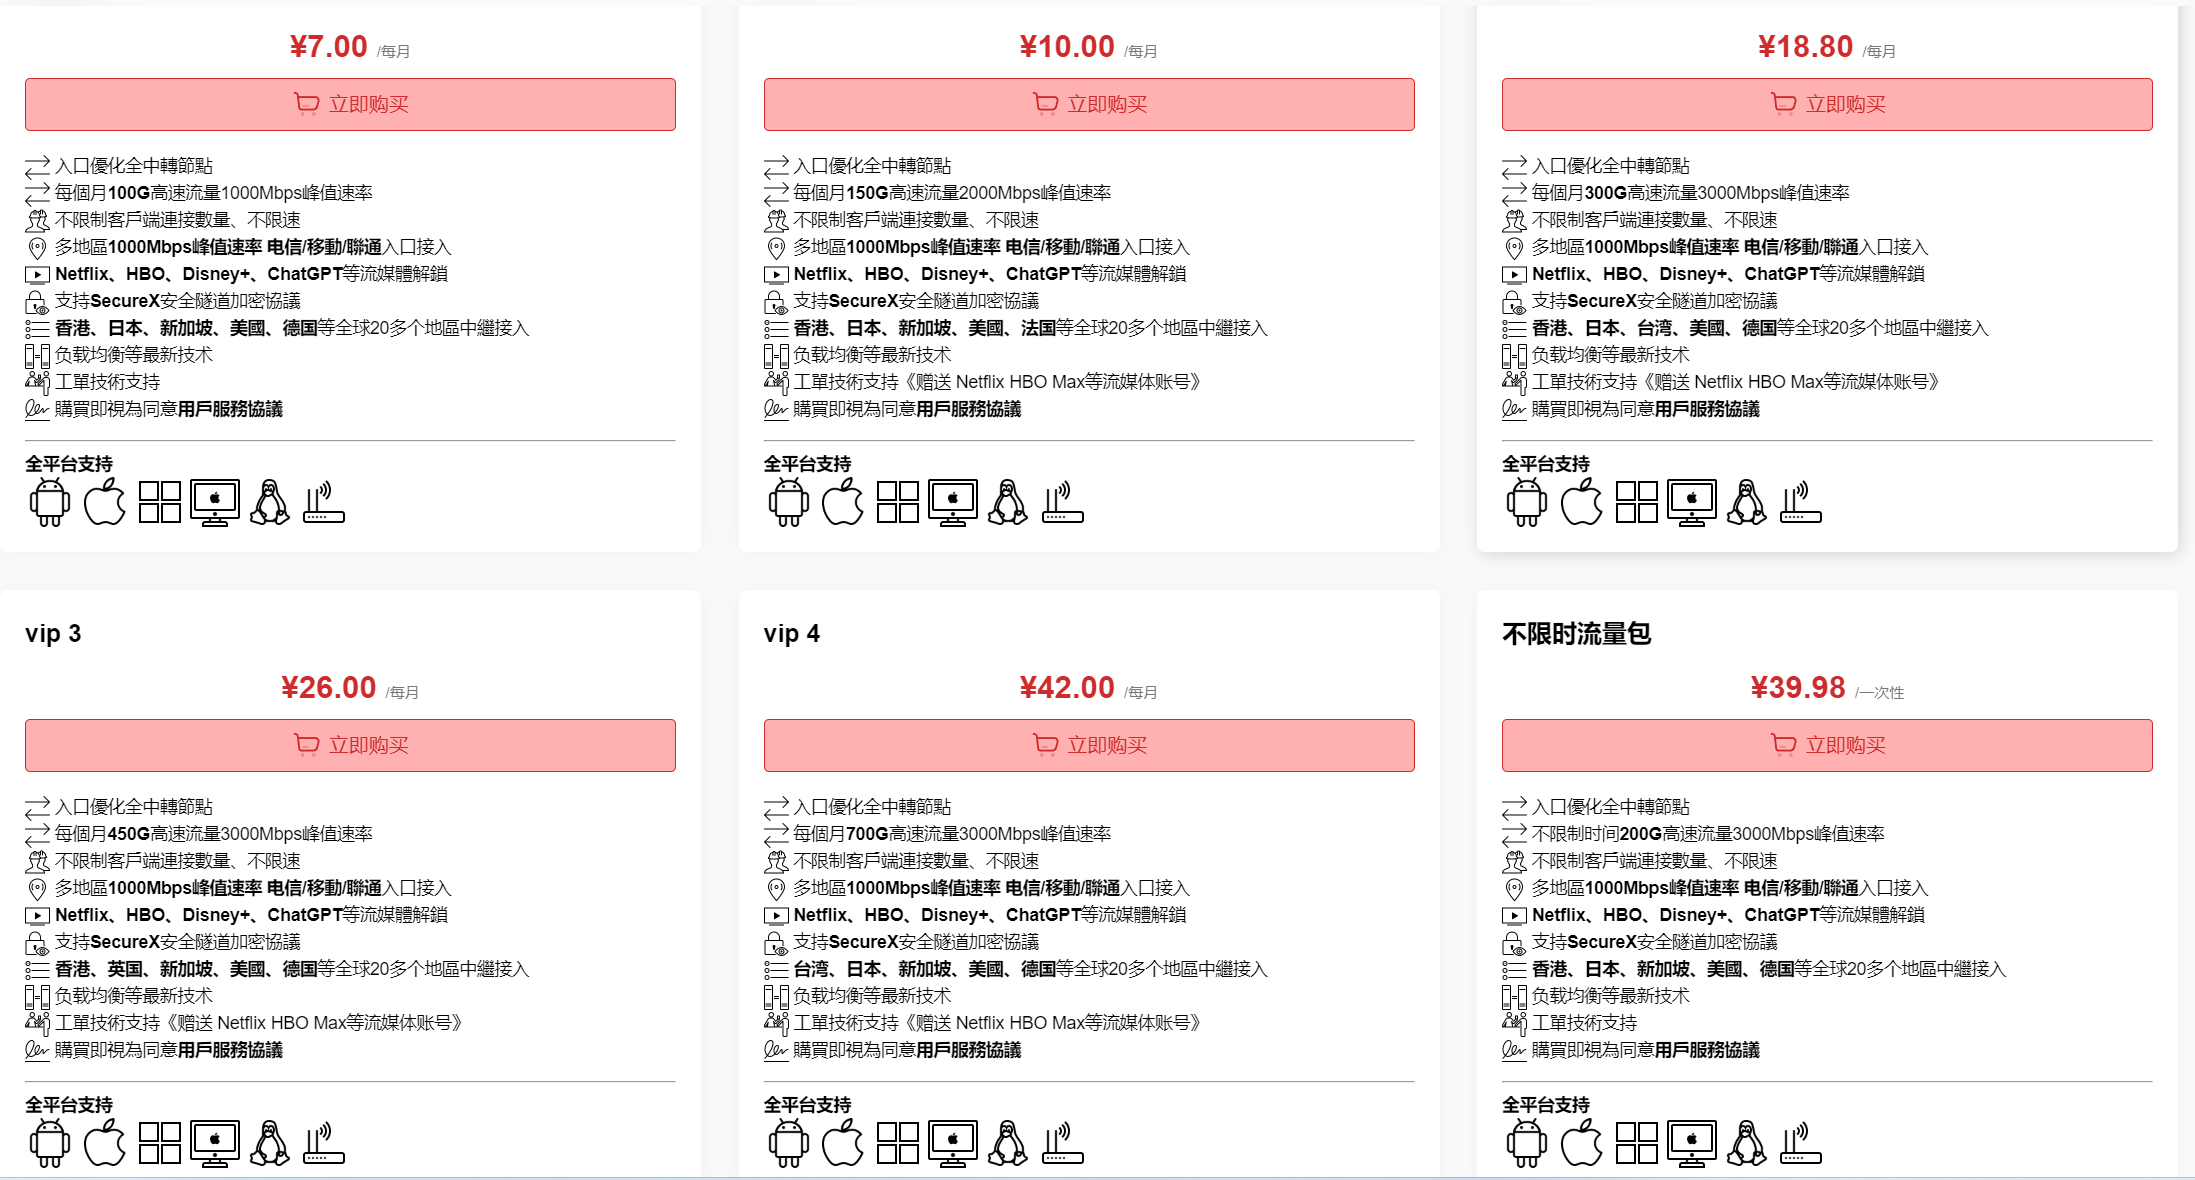 ¥7.00 /每月
立即购买
入口優化全中轉節點
每個月100G高速流量1000Mbps峰值速率
不限制客戶端連接數量、不限速
多地區1000Mbps峰值速率 电信/移動/聯通入口接入
Netflix、HBO、Disney+、ChatGPT等流媒體解鎖
支持SecureX安全隧道加密協議
香港、日本、新加坡、美國、德国等全球20多个地區中繼接入
负载均衡等最新技术
工單技術支持
購買即視為同意用戶服務協議
全平台支持
¥10.00 /每月
立即购买
入口優化全中轉節點
每個月150G高速流量2000Mbps峰值速率
不限制客戶端連接數量、不限速
多地區1000Mbps峰值速率 电信/移動/聯通入口接入
Netflix、HBO、Disney+、ChatGPT等流媒體解鎖
支持SecureX安全隧道加密協議
香港、日本、新加坡、美國、法国等全球20多个地區中繼接入
负载均衡等最新技术
工單技術支持《赠送 Netflix HBO Max等流媒体账号》
購買即視為同意用戶服務協議
全平台支持
¥18.80 /每月
立即购买
入口優化全中轉節點
每個月300G高速流量3000Mbps峰值速率
不限制客戶端連接數量、不限速
多地區1000Mbps峰值速率 电信/移動/聯通入口接入
Netflix、HBO、Disney+、ChatGPT等流媒體解鎖
支持SecureX安全隧道加密協議
香港、日本、台湾、美國、德国等全球20多个地區中繼接入
负载均衡等最新技术
工單技術支持《赠送 Netflix HBO Max等流媒体账号》
購買即視為同意用戶服務協議
全平台支持
vip 3
¥26.00 /每月
立即购买
入口優化全中轉節點
每個月450G高速流量3000Mbps峰值速率
不限制客戶端連接數量、不限速
多地區1000Mbps峰值速率 电信/移動/聯通入口接入
Netflix、HBO、Disney+、ChatGPT等流媒體解鎖
支持SecureX安全隧道加密協議
香港、英国、新加坡、美國、德国等全球20多个地區中繼接入
负载均衡等最新技术
工單技術支持《赠送 Netflix HBO Max等流媒体账号》
購買即視為同意用戶服務協議
全平台支持
vip 4
¥42.00 /每月
立即购买
入口優化全中轉節點
每個月700G高速流量3000Mbps峰值速率
不限制客戶端連接數量、不限速
多地區1000Mbps峰值速率 电信/移動/聯通入口接入
Netflix、HBO、Disney+、ChatGPT等流媒體解鎖
支持SecureX安全隧道加密協議
台湾、日本、新加坡、美國、德国等全球20多个地區中繼接入
负载均衡等最新技术
工單技術支持《赠送 Netflix HBO Max等流媒体账号》
購買即視為同意用戶服務協議
全平台支持
不限时流量包
¥39.98 /一次性
立即购买
入口優化全中轉節點
不限制时间200G高速流量3000Mbps峰值速率
不限制客戶端連接數量、不限速
多地區1000Mbps峰值速率 电信/移動/聯通入口接入
Netflix、HBO、Disney+、ChatGPT等流媒體解鎖
支持SecureX安全隧道加密協議
香港、日本、新加坡、美國、德国等全球20多个地區中繼接入
负载均衡等最新技术
工單技術支持
購買即視為同意用戶服務協議
全平台支持